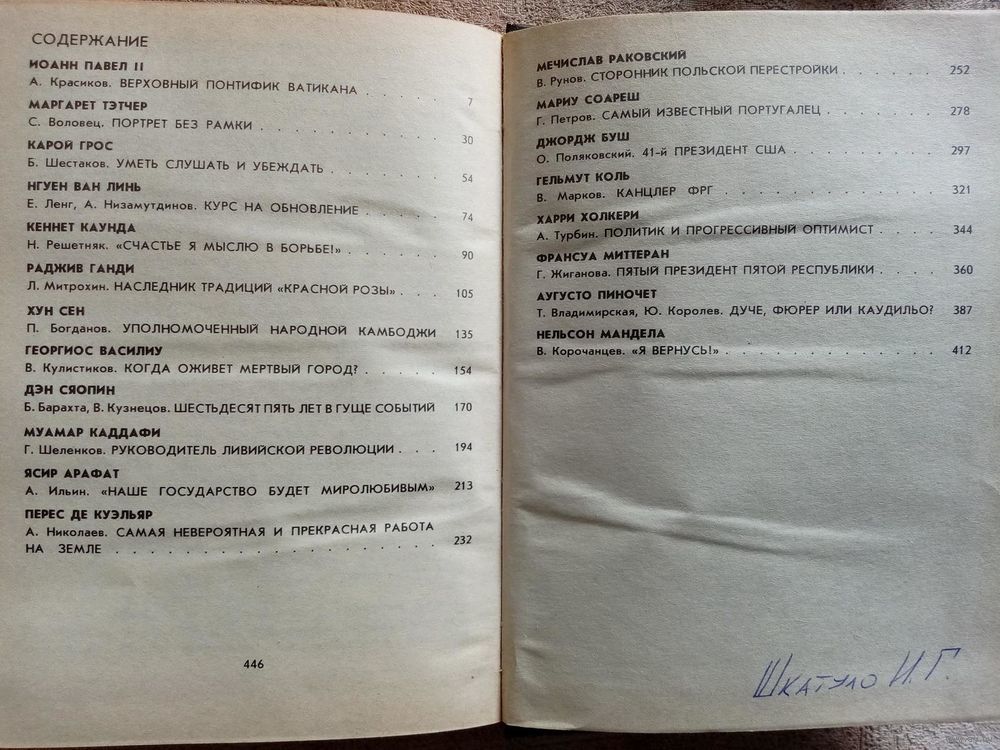 СОДЕРЖАНИЕ
ИОАНН ПАВЕЛ II
А. Красиков. ВЕРХОВНЫЙ ПОНТИФИК ВАТИКАНА . . . . . . 7
МАРГАРЕТ ТЭТЧЕР
С. Воловец. ПОРТРЕТ БЕЗ РАМКИ . . . . . . . . . . . 30
КАРОЙ ГРОС
Б. Шестаков. УМЕТЬ СЛУШАТЬ И УБЕЖДАТЬ . . . . . . . 54
НГУЕН ВАН ЛИНЬ
Е. Ленг, А. Низамутдинов. КУРС НА ОБНОВЛЕНИЕ . . . . . 74
КЕННЕТ КАУНДА
Н. Решетняк. «СЧАСТЬЕ Я МЫСЛЮ В БОРЬБЕ!» . . . . . . 90
РАДЖИВ ГАНДИ
Л. Митрохин. НАСЛЕДНИК ТРАДИЦИЙ «КРАСНОЙ РОЗЫ» . . . 105
ХУН СЕН
П. Богданов. УПОЛНОМОЧЕННЫЙ НАРОДНОЙ КАМБОДЖИ 135
ГЕОРГИОС ВАСИЛИУ
В. Кулистиков. КОГДА ОЖИВЕТ МЕРТВЫЙ ГОРОД? . . . . . 154
ДЭН СЯОПИН
Б. Барахта, В. Кузнецов. ШЕСТЬДЕСЯТ ПЯТЬ ЛЕТ В ГУЩЕ СОБЫТИЙ 170
МУАМАР КАДДАФИ
Г. Шеленков. РУКОВОДИТЕЛЬ ЛИВИЙСКОЙ РЕВОЛЮЦИИ . . . 194
ЯСИР АРАФАТ
А. Ильин. «НАШЕ ГОСУДАРСТВО БУДЕТ МИРОЛЮБИВЫМ» 213
ПЕРЕС ДЕ КУЭЛЬЯР
А. Николаев. САМАЯ НЕВЕРОЯТНАЯ И ПРЕКРАСНАЯ РАБОТА
НА ЗЕМЛЕ . . . . . . . . . . . . . . . . . . 232
446
МЕЧИСЛАВ РАКОВСКИЙ
В. Рунов. СТОРОННИК ПОЛЬСКОЙ ПЕРЕСТРОЙКИ . . . . . . 252
МАРИУ СОАРЕШ
Г. Петров. САМЫЙ ИЗВЕСТНЫЙ ПОРТУГАЛЕЦ . . . . . . . 278
ДЖОРДЖ БУШ
О. Поляковский. 41-й ПРЕЗИДЕНТ США . . . . . . . . . 297
ГЕЛЬМУТ КОЛЬ
В. Марков. КАНЦЛЕР ФРГ . . . . . . . . . . . . . 321
ХАРРИ ХОЛКЕРИ
А. Турбин. ПОЛИТИК И ПРОГРЕССИВНЫЙ ОПТИМИСТ . . . . 344
ФРАНСУА МИТТЕРАН
Г. Жиганова. ПЯТЫЙ ПРЕЗИДЕНТ ПЯТОЙ РЕСПУБЛИКИ . . . . 360
АУГУСТО ПИНОЧЕТ
Т. Владимирская, Ю. Королев. ДУЧЕ, ФЮРЕР ИЛИ КАУДИЛЬО? 387
НЕЛЬСОН МАНДЕЛА
В. Корочанцев. «Я ВЕРНУСЬ!» . . . . . . . . . . . . 412
Шкатуло И.Г.